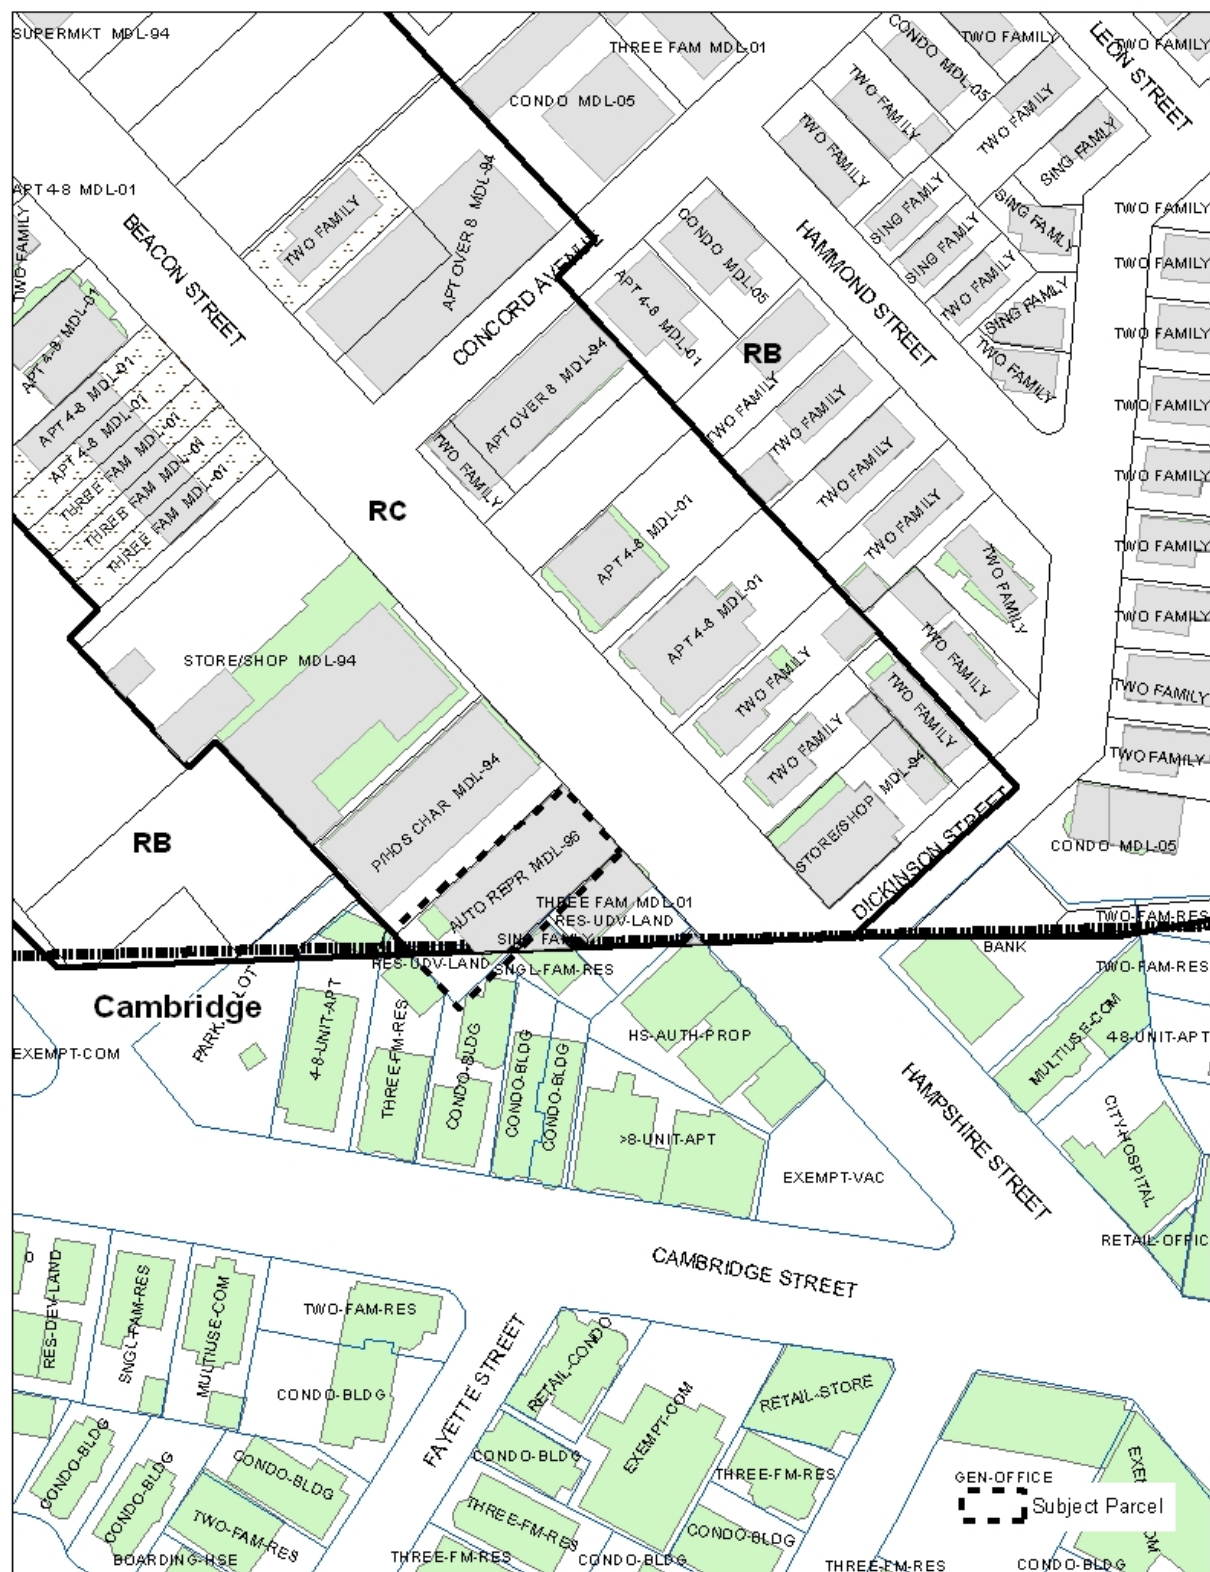 SUPERMKT MDL-94
THREE FAM MDL-01
CONDO MDL-05
CONDO MDL-05
TWO FAMILY
TWO FAMILY
LEON STREET
TWO FAMILY
TWO FAMILY
TWO FAMILY
SING FAMLY
APT 4-8 MDL-01
TWO FAMILY
BEACON STREET
TWO FAMILY
APT OVER 8 MDL-94
CONCORD AVENUE
CONDO MDL-05
HAMMOND STREET
SING FAMLY
SING FAMLY
SING FAMLY
TWO FAMILY
SING FAMLY
TWO FAMILY
TWO FAMILY
TWO FAMILY
TWO FAMILY
TWO FAMILY
TWO FAMILY
TWO FAMILY
TWO FAMILY
TWO FAMILY
TWO FAMILY
APT 4-8 MDL-01
APT 4-8 MDL-01
APT 4-8 MDL-01
APT 4-8 MDL-01
THREE FAM MDL-01
THREE FAM MDL-01
THREE FAM MDL-01
APT OVER 8 MDL-94
TWO FAMILY
RB
TWO FAMILY
TWO FAMILY
TWO FAMILY
TWO FAMILY
RC
APT 4-8 MDL-01
APT 4-8 MDL-01
TWO FAMILY
TWO FAMILY
TWO FAMILY
TWO FAMILY
TWO FAMILY
STORE/SHOP MDL-94
STORE/SHOP MDL-94
DICKINSON STREET
CONDO MDL-05
P/HOS CHAR MDL-94
RB
AUTO REPR MDL-96
THREE FAM MDL-01
RES-UDV-LAND
SING FAMILY
RES-UDV-LAND
SNGL-FAM-RES
TWO-FAM-RES
BANK
TWO-FAM-RES
Cambridge
PARK LOT
EXEMPT-COM
4-8-UNIT-APT
THREE-FM-RES
CONDO-BLDG
CONDO-BLDG
CONDO-BLDG
HS-AUTH-PROP
>8-UNIT-APT
EXEMPT-VAC
MULTIUSE-COM
4-8-UNIT-APT
HAMPSHIRE STREET
CITY-HOSPITAL
RETAIL-OFFIC
CAMBRIDGE STREET
RES-DEV-LAND
SNGL-FAM-RES
MULTIUSE-COM
TWO-FAM-RES
CONDO-BLDG
FAYETTE STREET
RETAIL-CONDO
EXEMPT-COM
RETAIL-STORE
CONDO-BLDG
THREE-FM-RES
CONDO-BLDG
CONDO-BLDG
CONDO-BLDG
TWO-FAM-RES
BOARDING-HSE
THREE-FM-RES
THREE-FM-RES
CONDO-BLDG
CONDO-BLDG
GEN-OFFICE
Subject Parcel
THREE-FM-RES
CONDO-BLDG